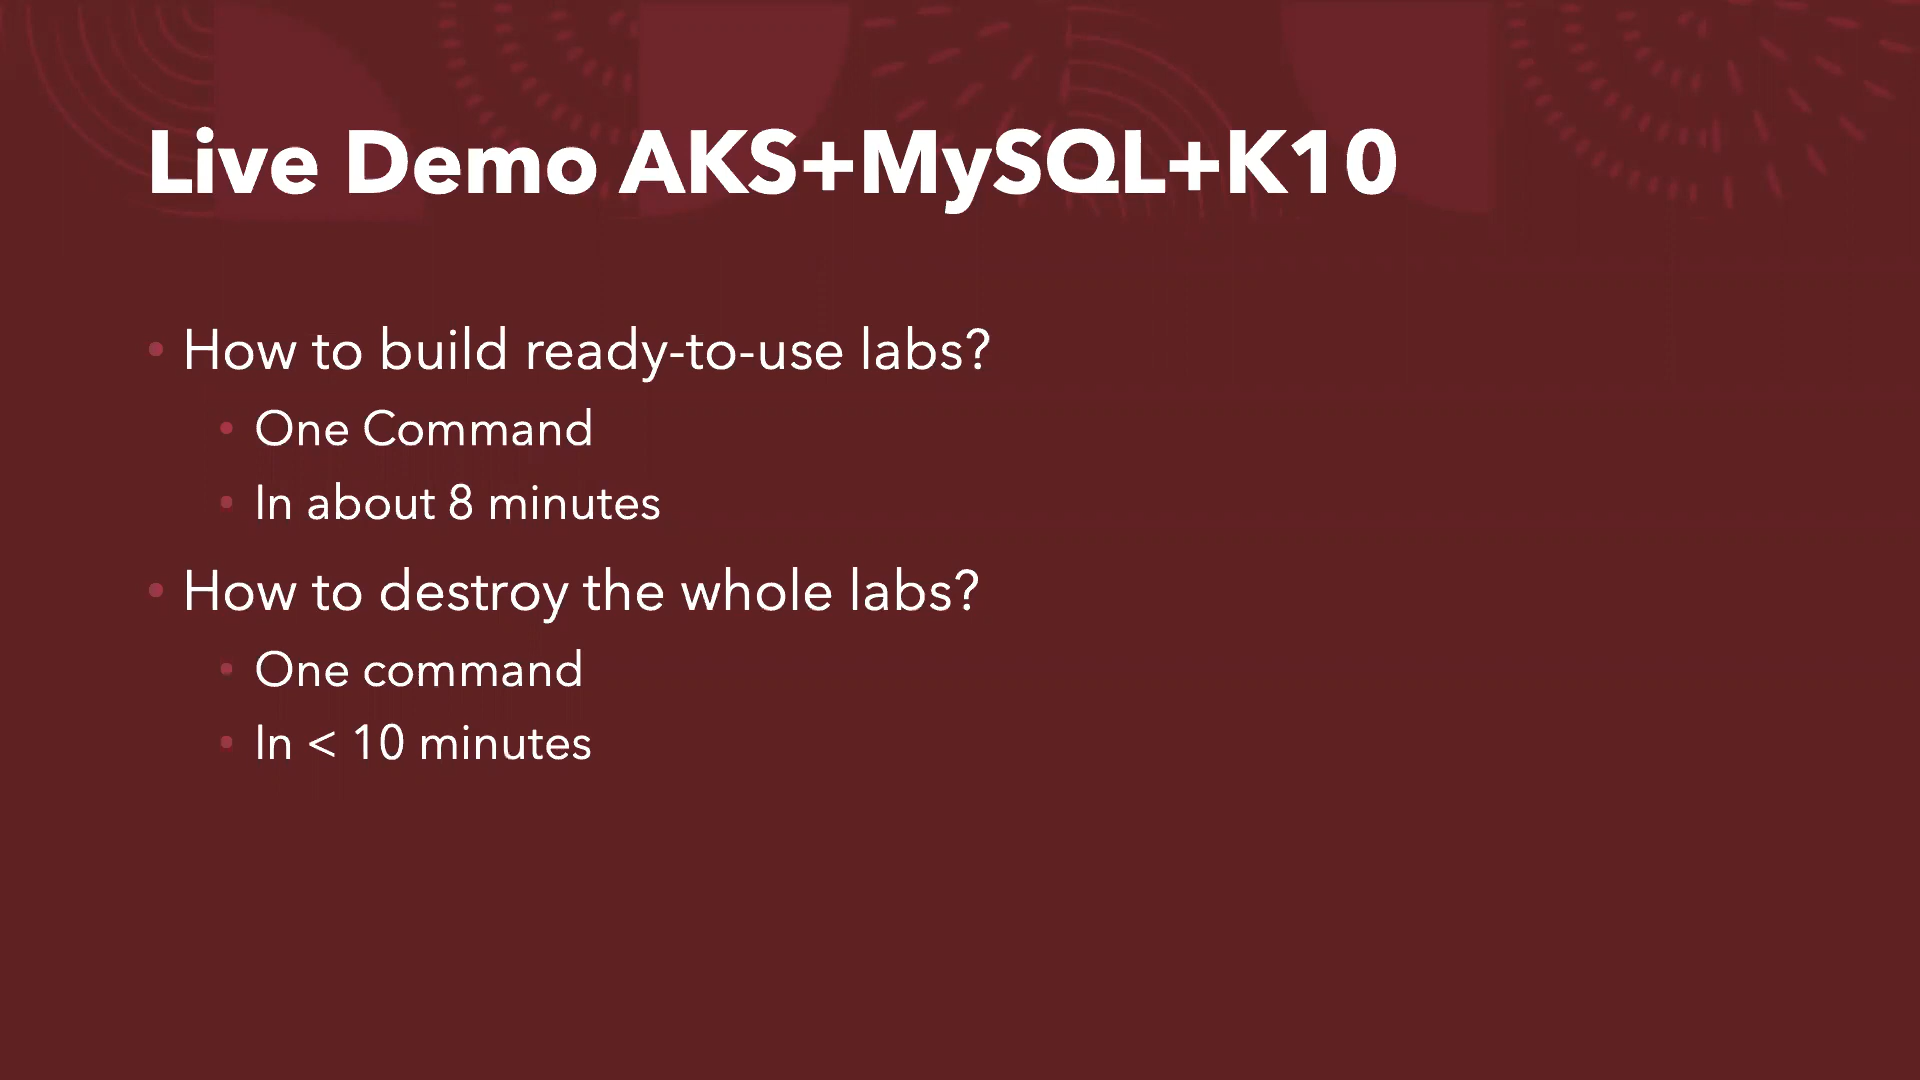 Live Demo AKS+MySQL+K10
• How to build ready-to-use labs?
• One Command
• In about 8 minutes
• How to destroy the whole labs?
• One command
• In < 10 minutes